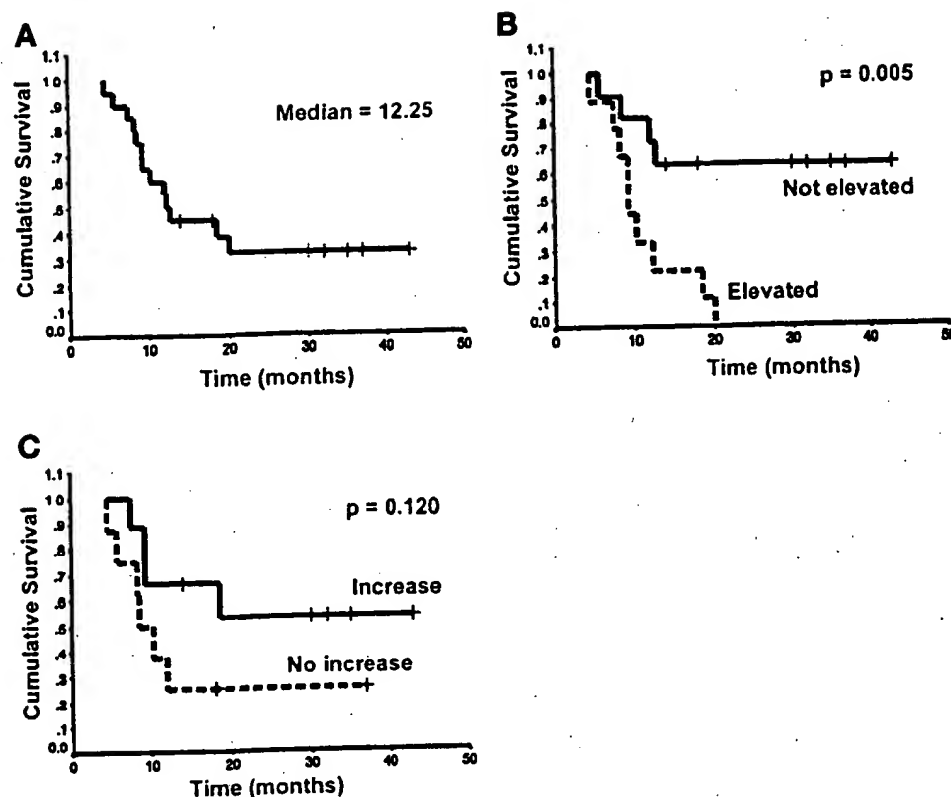 A
Cumulative Survival
1.1
1.0
.9
.8
.7
.6
.5
.4
.3
.2
.1
0.0
Median = 12.25
0 10 20 30 40 50
Time (months)
B
Cumulative Survival
1.1
1.0
.9
.8
.7
.6
.5
.4
.3
.2
.1
0.0
p = 0.005
Not elevated
Elevated
0 10 20 30 40 50
Time (months)
C
Cumulative Survival
1.1
1.0
.9
.8
.7
.6
.5
.4
.3
.2
.1
0.0
p = 0.120
Increase
No increase
0 10 20 30 40 50
Time (months)